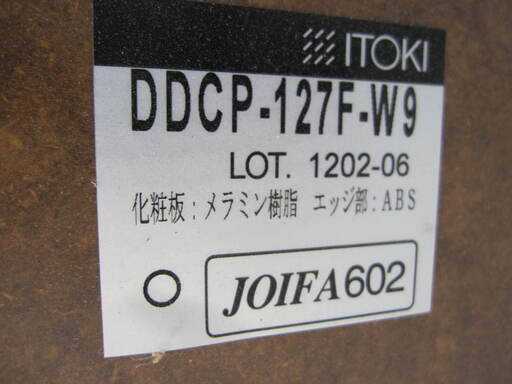 ITOKI
DDCP-127F-W9
LOT. 1202-06
化粧板：メラミン樹脂 エッジ部：ABS
○ JOIFA602